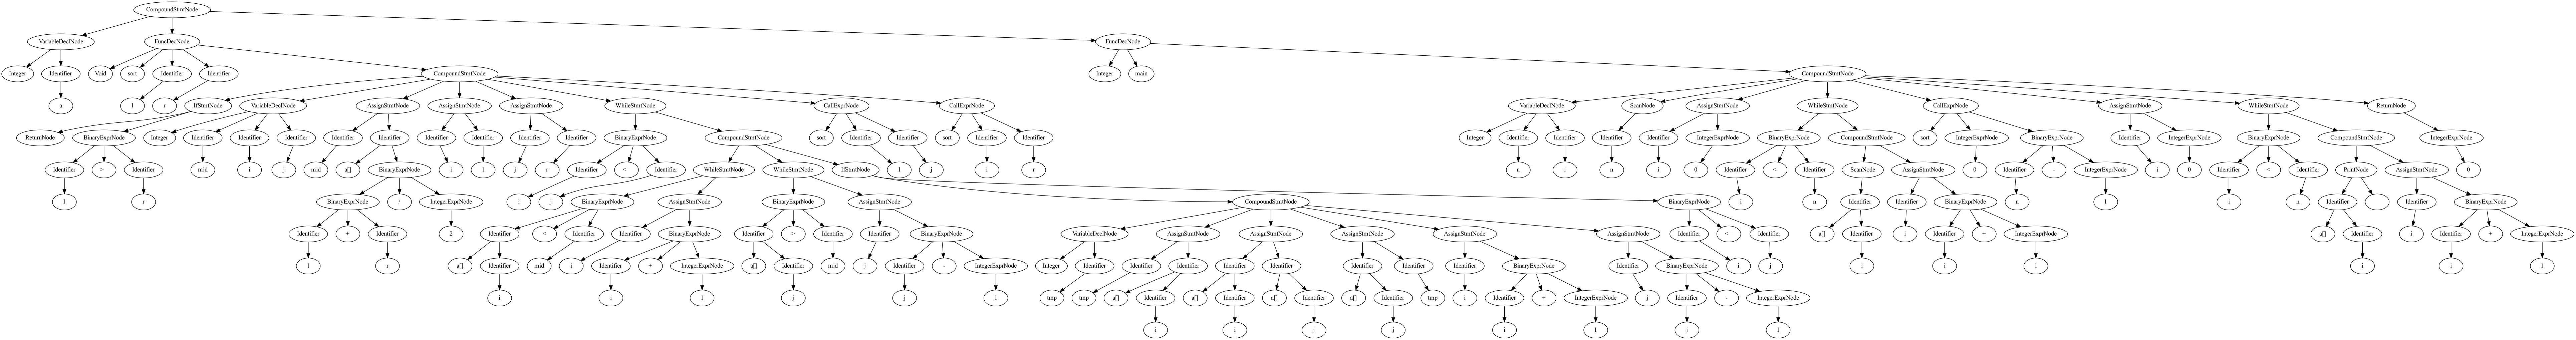 CompoundStmtNode
VariableDeclNode FuncDecNode FuncDecNode
Integer Identifier Void sort Identifier Identifier CompoundStmtNode Integer main CompoundStmtNode
a l r IfStmtNode VariableDeclNode AssignStmtNode AssignStmtNode AssignStmtNode WhileStmtNode CallExprNode CallExprNode VariableDeclNode ScanNode AssignStmtNode WhileStmtNode CallExprNode AssignStmtNode WhileStmtNode ReturnNode
ReturnNode BinaryExprNode Integer Identifier Identifier Identifier Identifier Identifier Identifier Identifier Identifier Identifier BinaryExprNode CompoundStmtNode sort Identifier Identifier sort Identifier Identifier Integer Identifier Identifier Identifier Identifier IntegerExprNode BinaryExprNode CompoundStmtNode sort IntegerExprNode BinaryExprNode Identifier IntegerExprNode BinaryExprNode CompoundStmtNode IntegerExprNode
Identifier >= Identifier mid i j mid a[] BinaryExprNode i l j r Identifier <= Identifier WhileStmtNode WhileStmtNode IfStmtNode l j i r n i n i 0 Identifier < Identifier ScanNode AssignStmtNode 0 Identifier - IntegerExprNode i 0 Identifier < Identifier PrintNode AssignStmtNode 0
l r BinaryExprNode / IntegerExprNode i j BinaryExprNode AssignStmtNode BinaryExprNode AssignStmtNode CompoundStmtNode BinaryExprNode i n Identifier Identifier BinaryExprNode n 1 i n Identifier Identifier BinaryExprNode
Identifier + Identifier 2 Identifier < Identifier Identifier BinaryExprNode Identifier > Identifier Identifier BinaryExprNode VariableDeclNode AssignStmtNode AssignStmtNode AssignStmtNode AssignStmtNode AssignStmtNode Identifier <= Identifier a[] Identifier i Identifier + IntegerExprNode a[] Identifier i Identifier + IntegerExprNode
l r a[] Identifier mid i Identifier + IntegerExprNode a[] Identifier mid j Identifier - IntegerExprNode Integer Identifier Identifier Identifier Identifier Identifier Identifier Identifier Identifier BinaryExprNode Identifier BinaryExprNode i j i i 1 i i 1
i i 1 j j 1 tmp tmp a[] Identifier a[] Identifier a[] Identifier a[] Identifier tmp i Identifier + IntegerExprNode j Identifier - IntegerExprNode
i i j j i 1 j 1